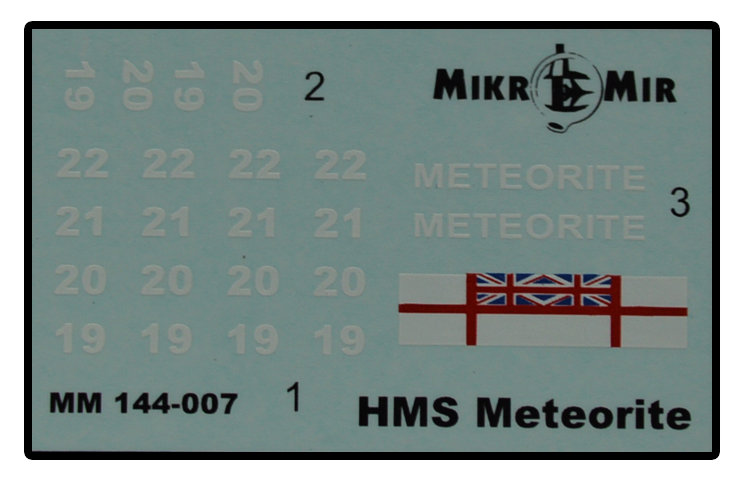 19 20 19 20 2
MIKRO MIR
22 22 22 22
METEORITE
3
21 21 21 21
METEORITE
20 20 20 20
19 19 19 19
MM 144-007
1
HMS Meteorite